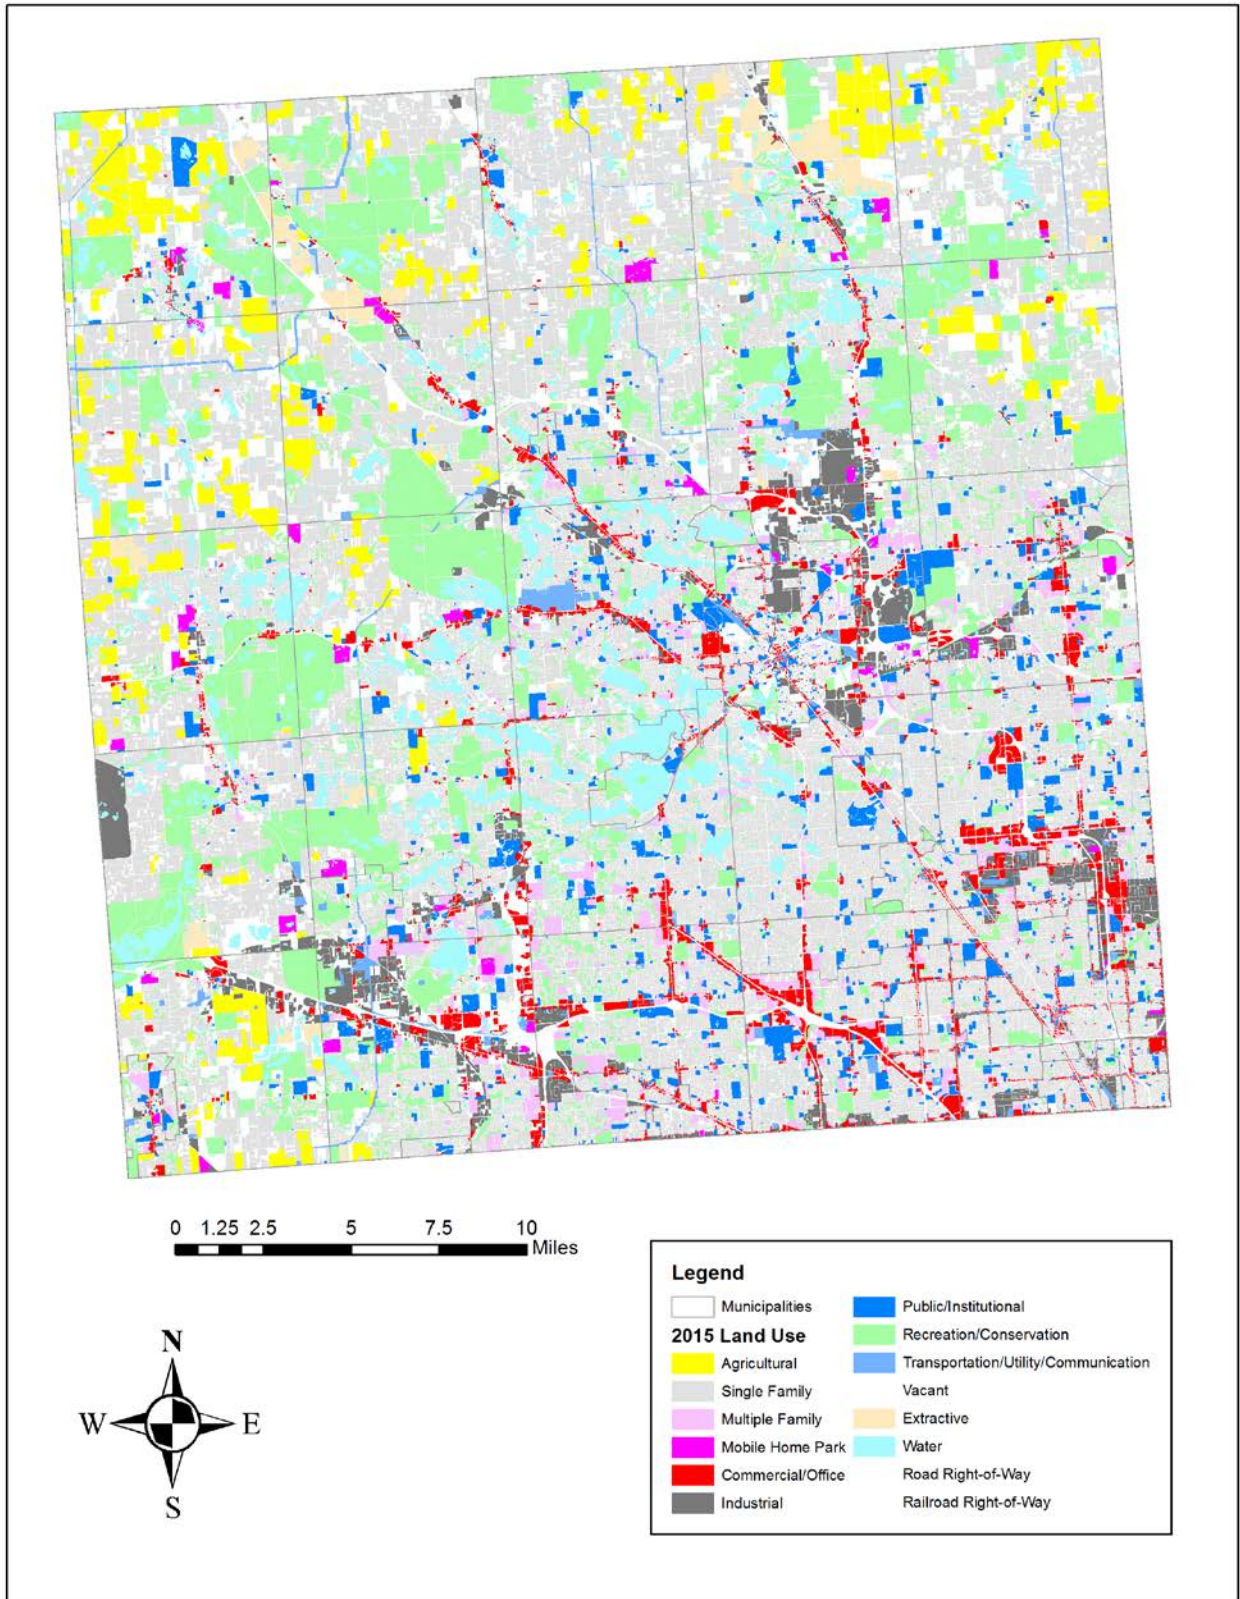 0 1.25 2.5 5 7.5 10
Miles
N
W E
S
Legend
Municipalities
2015 Land Use
Agricultural
Single Family
Multiple Family
Mobile Home Park
Commercial/Office
Industrial
Public/Institutional
Recreation/Conservation
Transportation/Utility/Communication
Vacant
Extractive
Water
Road Right-of-Way
Railroad Right-of-Way